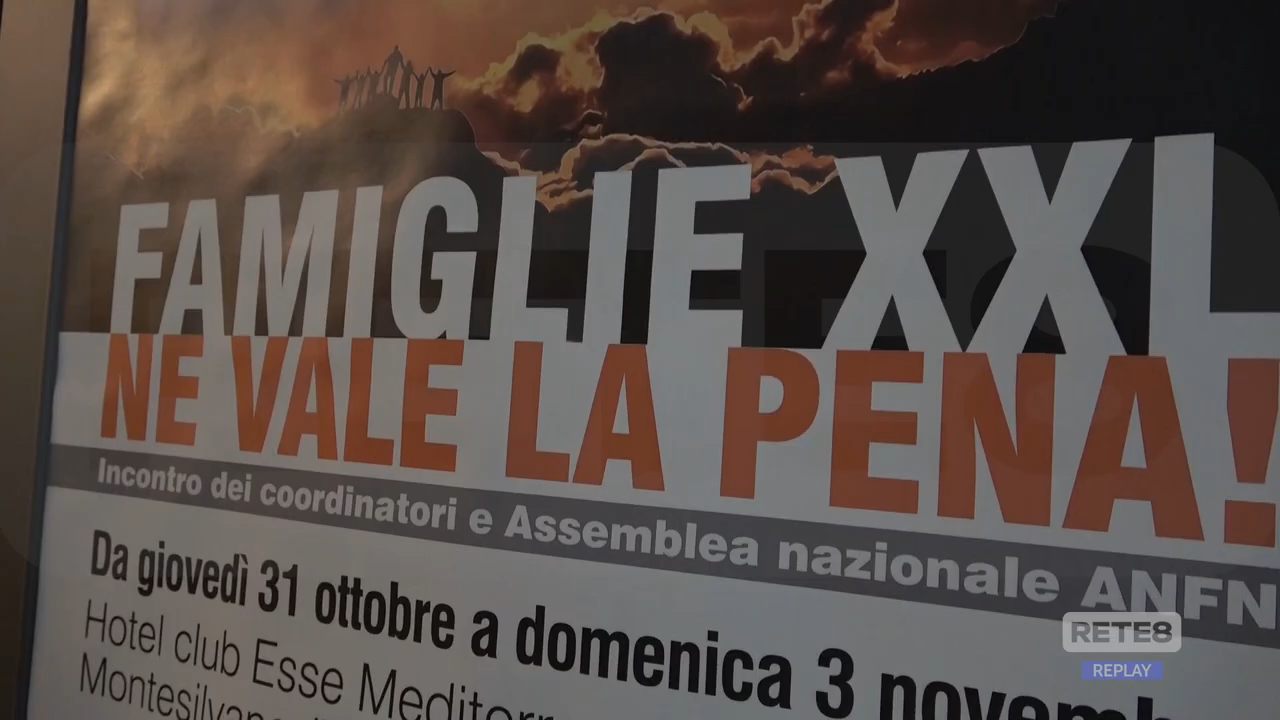 FAMIGLIE XXL
NE VALE LA PENA!
Incontro dei coordinatori e Assemblea nazionale ANFN
Da giovedì 31 ottobre a domenica 3
Hotel club Esse
RETE8
REPLAY